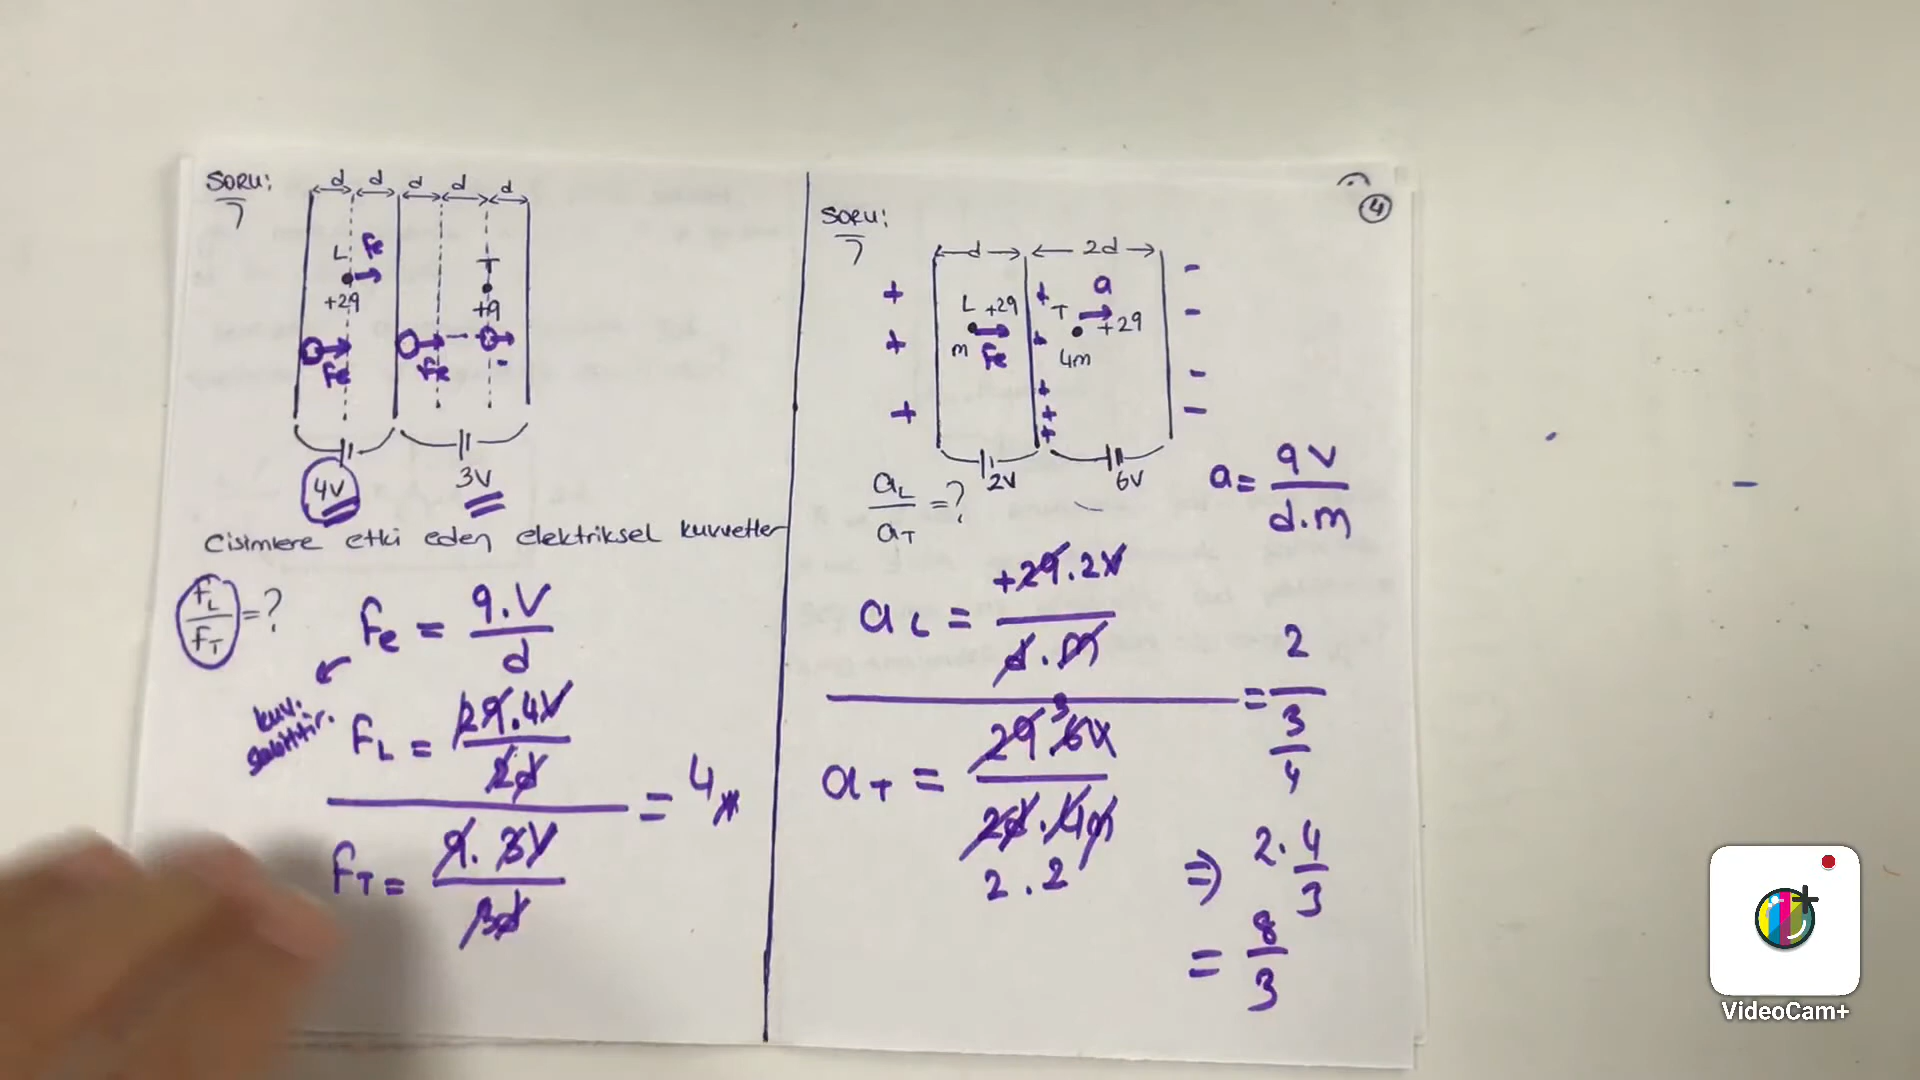 SORU:
d d d d d
L Fe
T
+2q
+q
Fe
Fe
4V 3V
Cisimlere etki eden elektriksel kuvvetler
FL/FT = ?
Fe = q.V / d
kuv.
sabittir.
FL = 2q.4V / 2d
= 4
FT = q.3V / 3d
4
SORU:
d 2d
+ + + + + + + +
- - - -
L +2q
m Fe
a
T +2q
4m
2V 6V
aL/aT = ?
a = qV / d.m
aL = +2q.2V / d.m
= 2 / 3/4
aT = 2q 6V / 2d.4m
3
2.2
⇒ 2. 4/3
= 8/3
VideoCam+